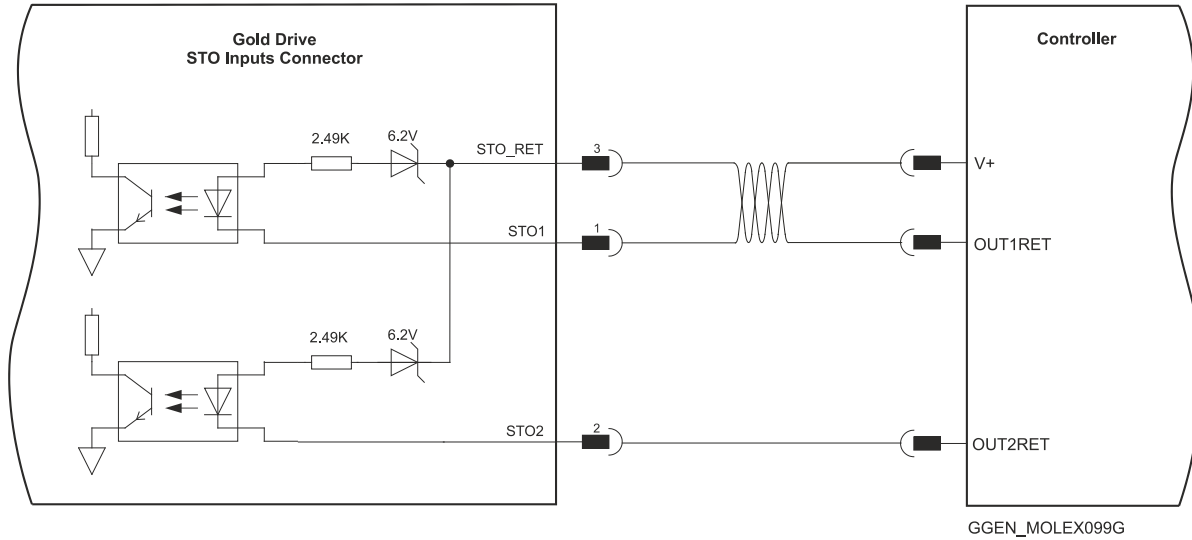 Gold Drive
STO Inputs Connector
Controller
2.49K
6.2V
STO_RET
3
V+
STO1
1
OUT1RET
2.49K
6.2V
STO2
2
OUT2RET
GGEN_MOLEX099G